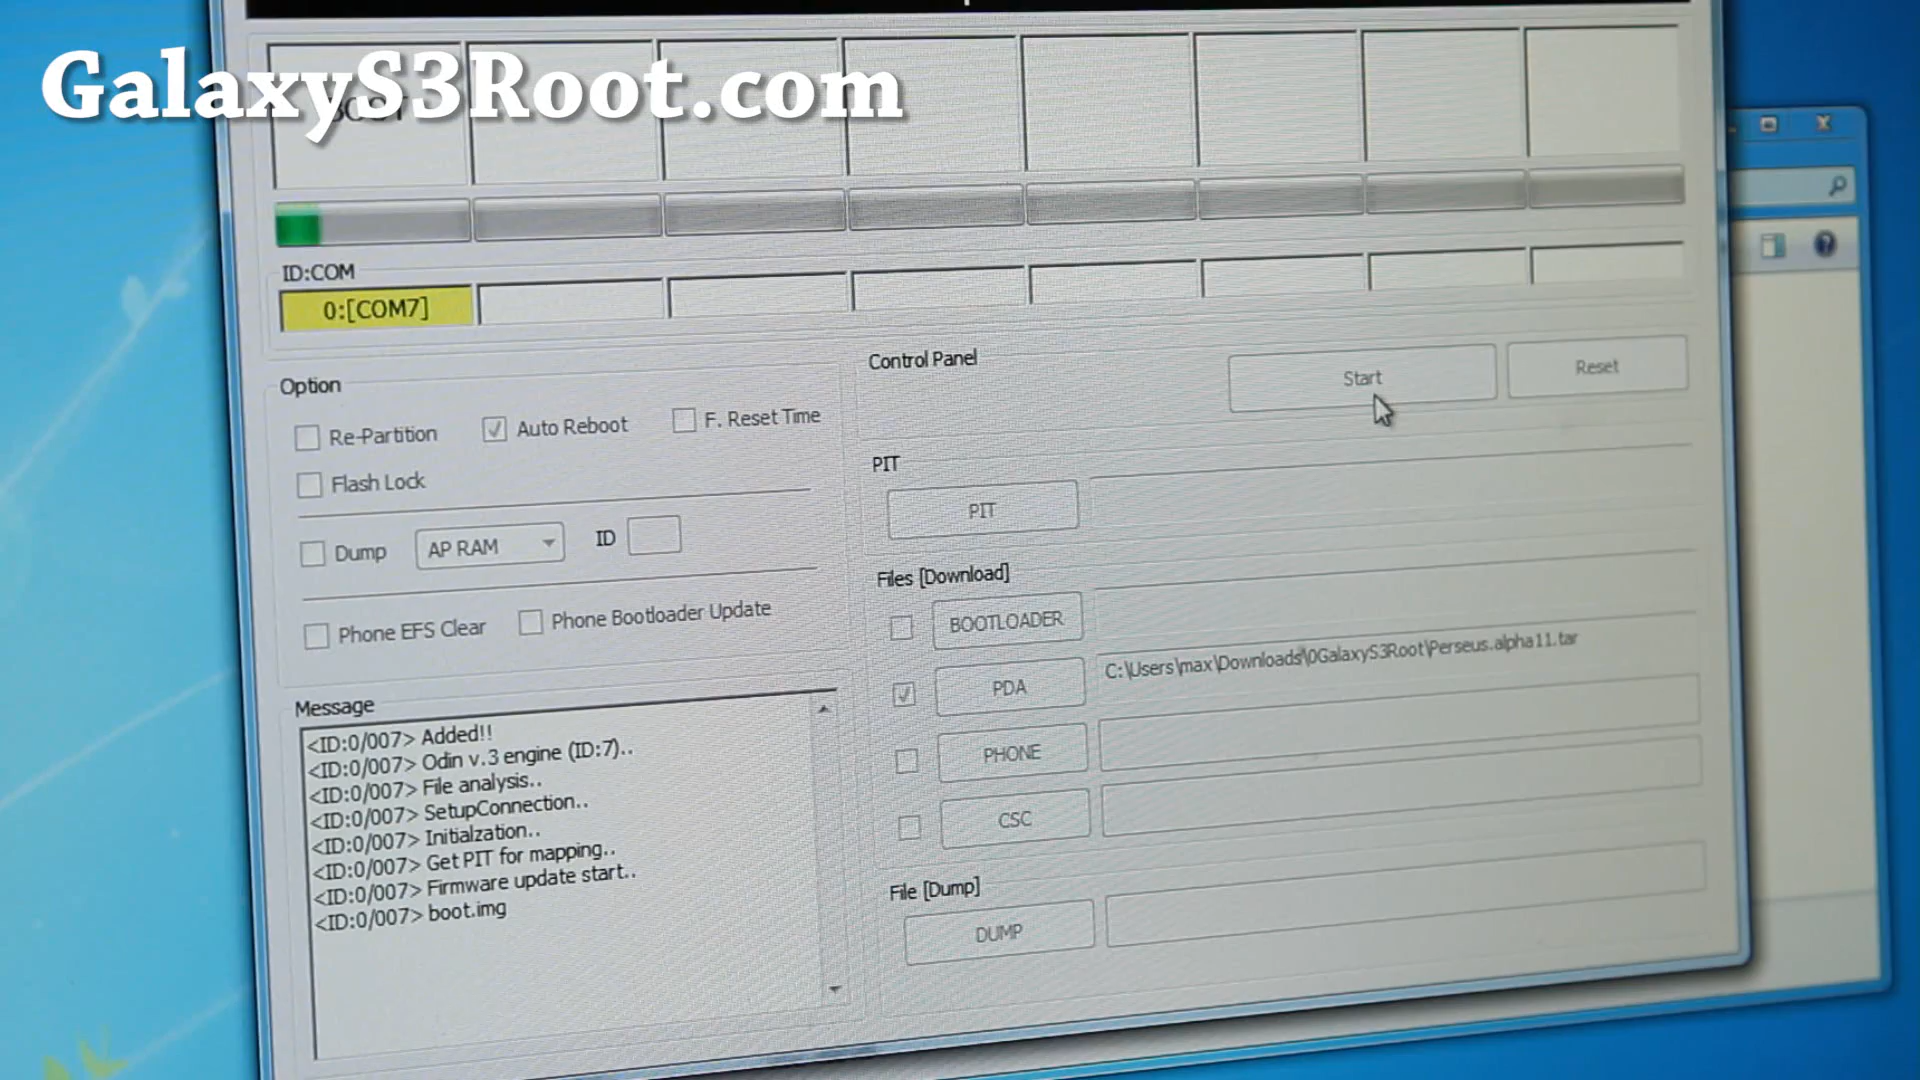 GalaxyS3Root.com
BOOT
ID:COM
0:[COM7]
Option
Re-Partition
Auto Reboot
F. Reset Time
Flash Lock
Dump
AP RAM
ID
Phone EFS Clear
Phone Bootloader Update
Message
<ID:0/007> Added!!
<ID:0/007> Odin v.3 engine (ID:7)..
<ID:0/007> File analysis..
<ID:0/007> SetupConnection..
<ID:0/007> Initialzation..
<ID:0/007> Get PIT for mapping..
<ID:0/007> Firmware update start..
<ID:0/007> boot.img
Control Panel
Start
Reset
PIT
PIT
Files [Download]
BOOTLOADER
PDA
C:\Users\max\Downloads\0GalaxyS3Root\Perseus.alpha11.tar
PHONE
CSC
File [Dump]
DUMP